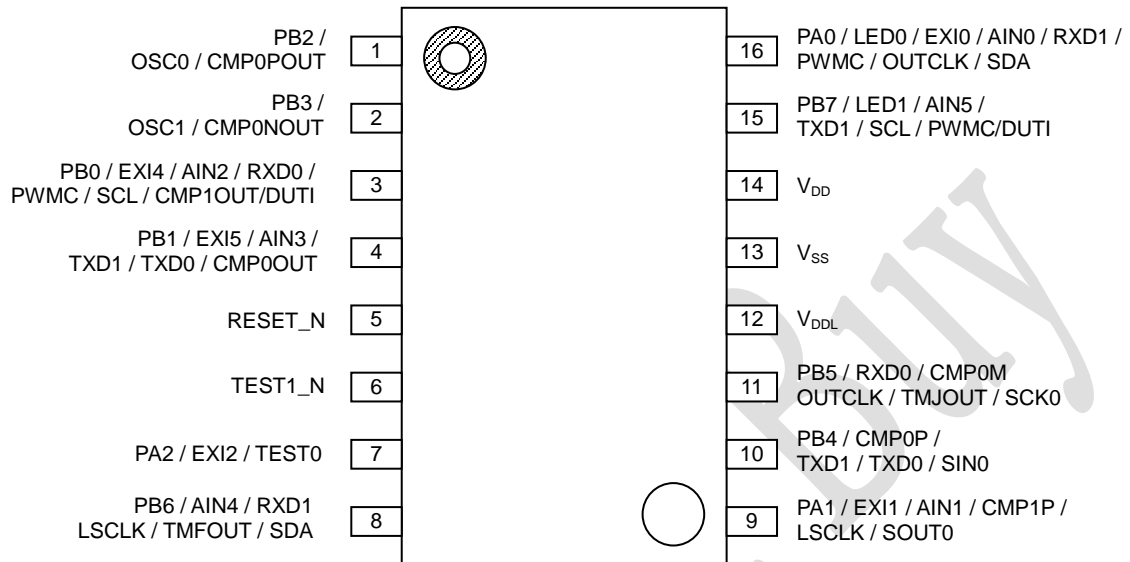 PB2 /
OSC0 / CMP0POUT
1
PB3 /
OSC1 / CMP0NOUT
2
PB0 / EXI4 / AIN2 / RXD0 /
PWMC / SCL / CMP1OUT/DUTI
3
PB1 / EXI5 / AIN3 /
TXD1 / TXD0 / CMP0OUT
4
RESET_N
5
TEST1_N
6
PA2 / EXI2 / TEST0
7
PB6 / AIN4 / RXD1
LSCLK / TMFOUT / SDA
8
16
PA0 / LED0 / EXI0 / AIN0 / RXD1 /
PWMC / OUTCLK / SDA
15
PB7 / LED1 / AIN5 /
TXD1 / SCL / PWMC/DUTI
14
VDD
13
VSS
12
VDDL
11
PB5 / RXD0 / CMP0M
OUTCLK / TMJOUT / SCK0
10
PB4 / CMP0P /
TXD1 / TXD0 / SIN0
9
PA1 / EXI1 / AIN1 / CMP1P /
LSCLK / SOUT0
Buy